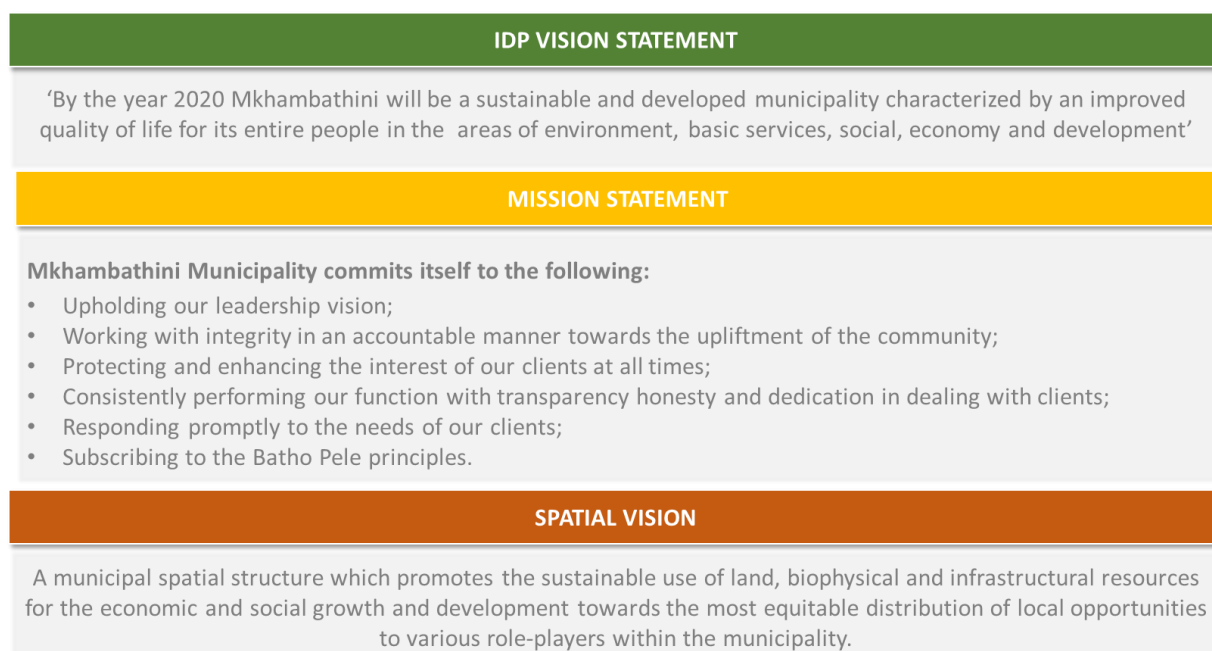 IDP VISION STATEMENT
‘By the year 2020 Mkhambathini will be a sustainable and developed municipality characterized by an improved
quality of life for its entire people in the areas of environment, basic services, social, economy and development’
MISSION STATEMENT
Mkhambathini Municipality commits itself to the following:
• Upholding our leadership vision;
• Working with integrity in an accountable manner towards the upliftment of the community;
• Protecting and enhancing the interest of our clients at all times;
• Consistently performing our function with transparency honesty and dedication in dealing with clients;
• Responding promptly to the needs of our clients;
• Subscribing to the Batho Pele principles.
SPATIAL VISION
A municipal spatial structure which promotes the sustainable use of land, biophysical and infrastructural resources
for the economic and social growth and development towards the most equitable distribution of local opportunities
to various role-players within the municipality.